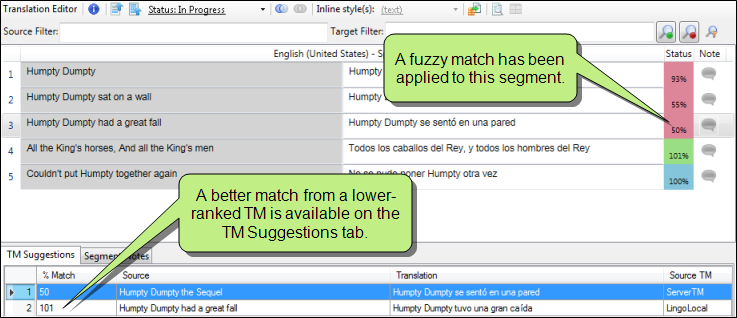 Translation Editor Status: In Progress Inline style(s): (text)
Source Filter: Target Filter:
English (United States) - S Status Note
1 Humpty Dumpty Humpty D 93%
2 Humpty Dumpty sat on a wall Humpty D 55%
3 Humpty Dumpty had a great fall Humpty Dumpty se sentó en una pared 50%
4 All the King's horses, And all the King's men Todos los caballos del Rey, y todos los hombres del Rey 101%
5 Couldn't put Humpty together again No se pudo poner Humpty otra vez 100%
A fuzzy match has been
applied to this segment.
A better match from a lower-
ranked TM is available on the
TM Suggestions tab.
TM Suggestions Segment Notes
% Match Source Translation Source TM
1 50 Humpty Dumpty the Sequel Humpty Dumpty se sentó en una pared ServerTM
2 101 Humpty Dumpty had a great fall Humpty Dumpty tuvo una gran caída LingoLocal